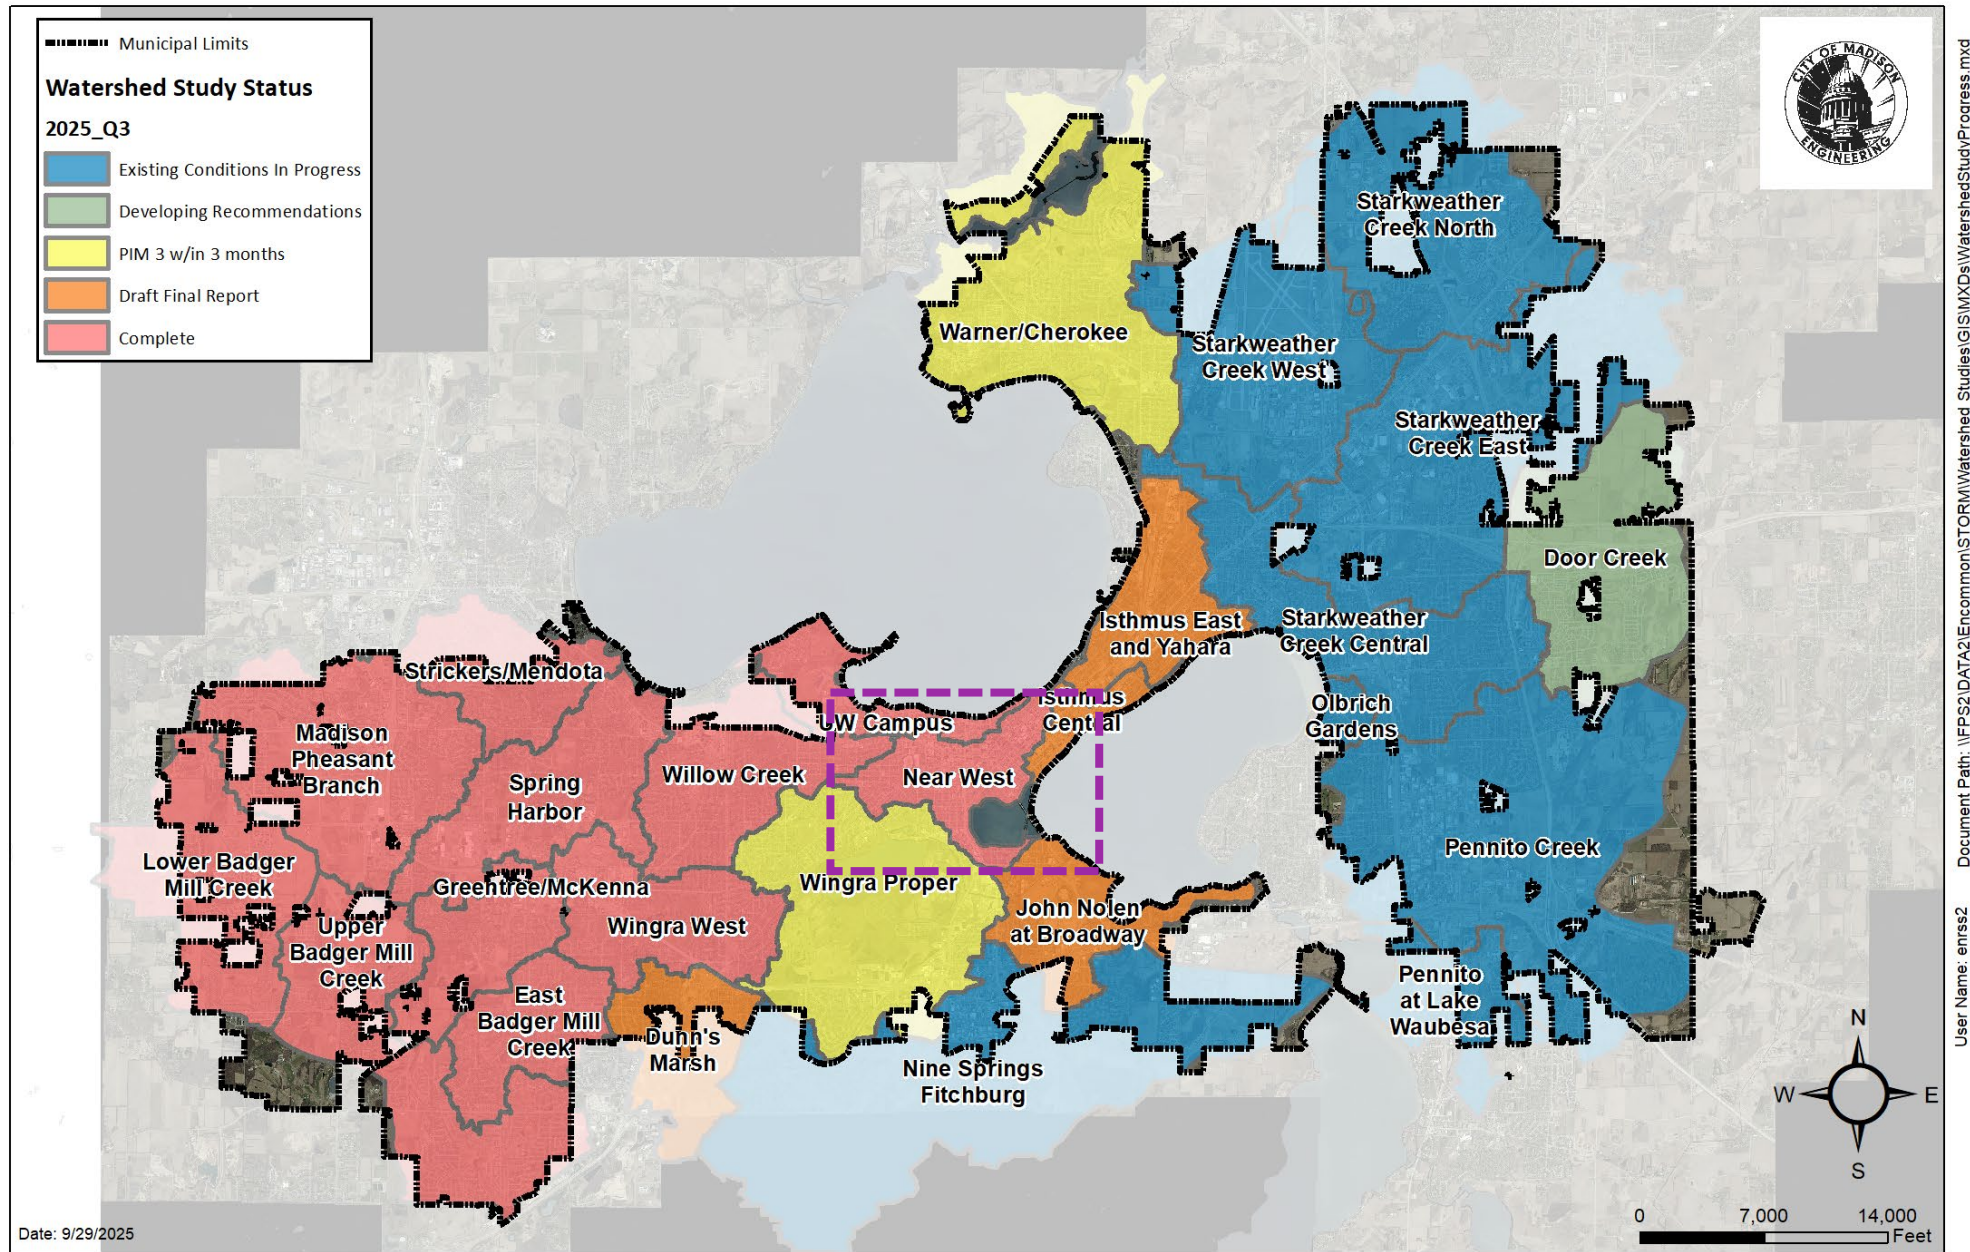 Municipal Limits
Watershed Study Status
2025_Q3
Existing Conditions In Progress
Developing Recommendations
PIM 3 w/in 3 months
Draft Final Report
Complete
CITY OF MADISON
ENGINEERING
Starkweather
Creek North
Warner/Cherokee
Starkweather
Creek West
Starkweather
Creek East
Door Creek
Isthmus East
and Yahara
Starkweather
Creek Central
Strickers/Mendota
Isthmus
Central
UW Campus
Olbrich
Gardens
Madison
Pheasant
Branch
Spring
Harbor
Willow Creek
Near West
Pennito Creek
Lower Badger
Mill Creek
Greentree/McKenna
Wingra Proper
Upper
Badger Mill
Creek
Wingra West
John Nolen
at Broadway
East
Badger Mill
Creek
Dunn's
Marsh
Nine Springs
Fitchburg
Pennito
at Lake
Waubesa
N
W
E
S
0 7,000 14,000
Feet
Date: 9/29/2025
Document Path: \\FPS2\DATA2\Encommon\STORM\Watershed Studies\GIS\MXDs\WatershedStudyProgress.mxd
User Name: enrs2